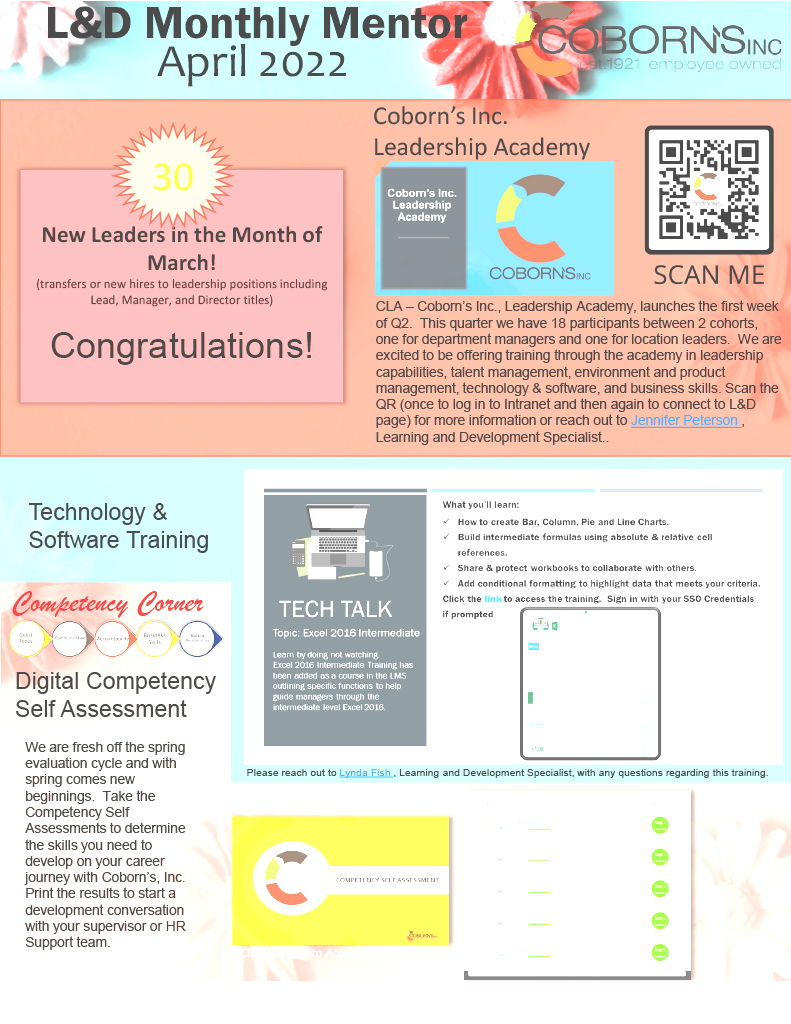 L&D Monthly Mentor
April 2022
COBORN'S INC
est.1921 employee owned
30
New Leaders in the Month of
March!
(transfers or new hires to leadership positions including
Lead, Manager, and Director titles)
Congratulations!
Coborn's Inc.
Leadership Academy
Coborn's Inc.
Leadership
Academy
COBORNS INC
SCAN ME
CLA – Coborn's Inc., Leadership Academy, launches the first week
of Q2.  This quarter we have 18 participants between 2 cohorts,
one for department managers and one for location leaders.  We are
excited to be offering training through the academy in leadership
capabilities, talent management, environment and product
management, technology & software, and business skills. Scan the
QR (once to log in to Intranet and then again to connect to L&D
page) for more information or reach out to Jennifer Peterson ,
Learning and Development Specialist..
Technology &
Software Training
TECH TALK
Topic: Excel 2016 Intermediate
Learn by doing not watching.
Excel 2016 Intermediate Training has
been added as a course in the LMS
outlining specific functions to help
guide managers through the
intermediate level Excel 2016.
What you'll learn:
✓ How to create Bar, Column, Pie and Line Charts.
✓ Build intermediate formulas using absolute & relative cell
references.
✓ Share & protect workbooks to collaborate with others.
✓ Add conditional formatting to highlight data that meets your criteria.
Click the link to access the training.  Sign in with your SSO Credentials
if prompted
Please reach out to Lynda Fish , Learning and Development Specialist, with any questions regarding this training.
Competency Corner
Guest
Focus
Accountability
Business
Skills
Digital Competency
Self Assessment
We are fresh off the spring
evaluation cycle and with
spring comes new
beginnings.  Take the
Competency Self
Assessments to determine
the skills you need to
develop on your career
journey with Coborn's, Inc.
Print the results to start a
development conversation
with your supervisor or HR
Support team.
COMPETENCY SELF ASSESSMENT
COBORNS